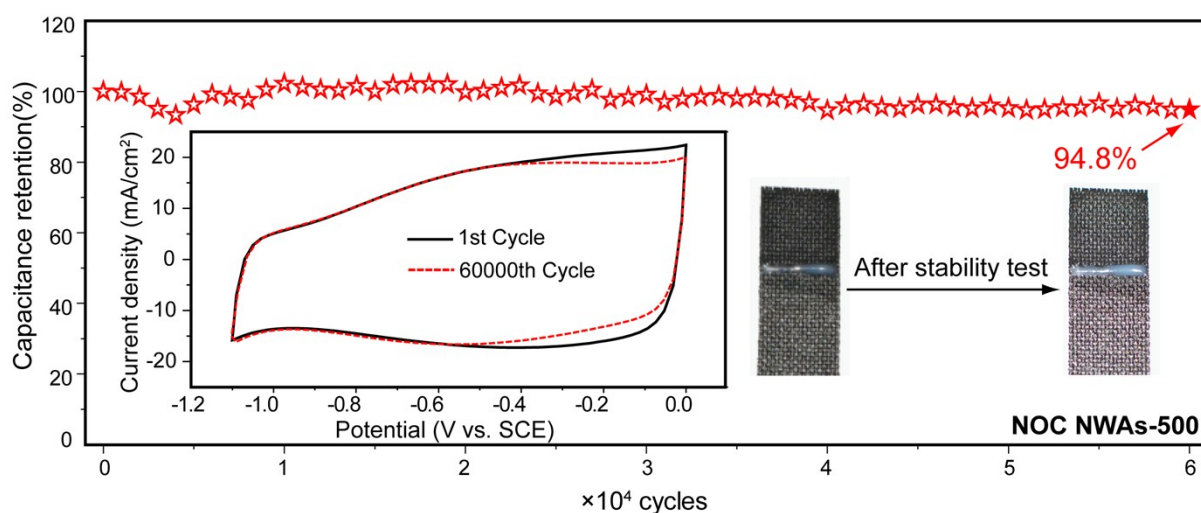 120
100
80
60
40
20
0
Capacitance retention(%)
94.8%
20
10
0
-10
-20
Current density (mA/cm²)
1st Cycle
60000th Cycle
-1.2 -1.0 -0.8 -0.6 -0.4 -0.2 0.0
Potential (V vs. SCE)
After stability test
NOC NWAs-500
0 1 2 3 4 5 6
×10⁴ cycles